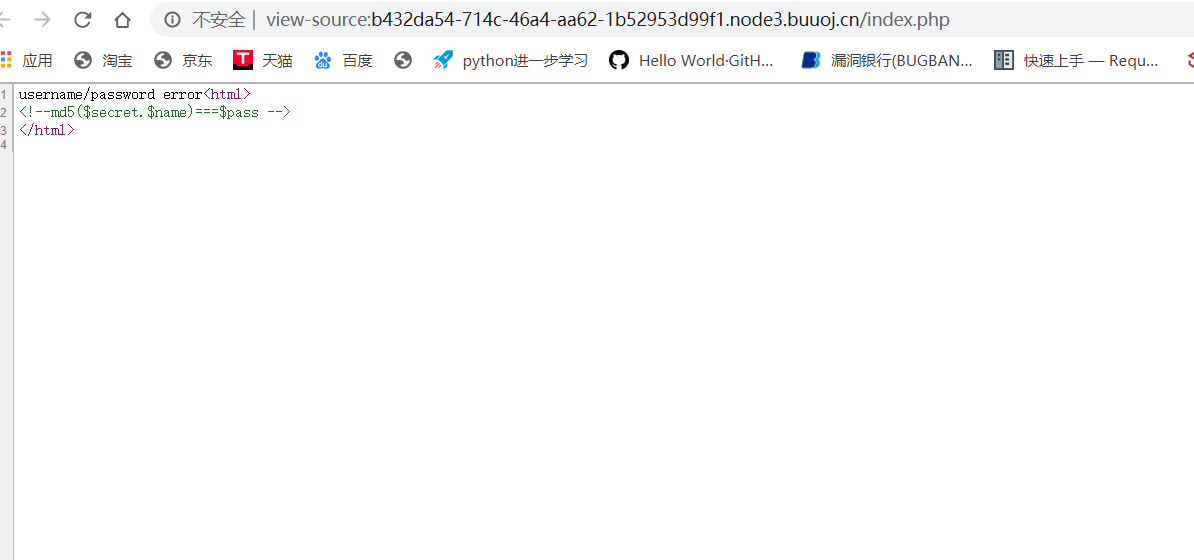 不安全 | view-source:b432da54-714c-46a4-aa62-1b52953d99f1.node3.buuoj.cn/index.php
应用 淘宝 京东 T 天猫 du 百度 python进一步学习 Hello World·GitH... 漏洞银行(BUGBAN... 快速上手 — Requ...
1 username/password error<html>
2 <!--md5($secret.$name)===$pass -->
3 </html>
4